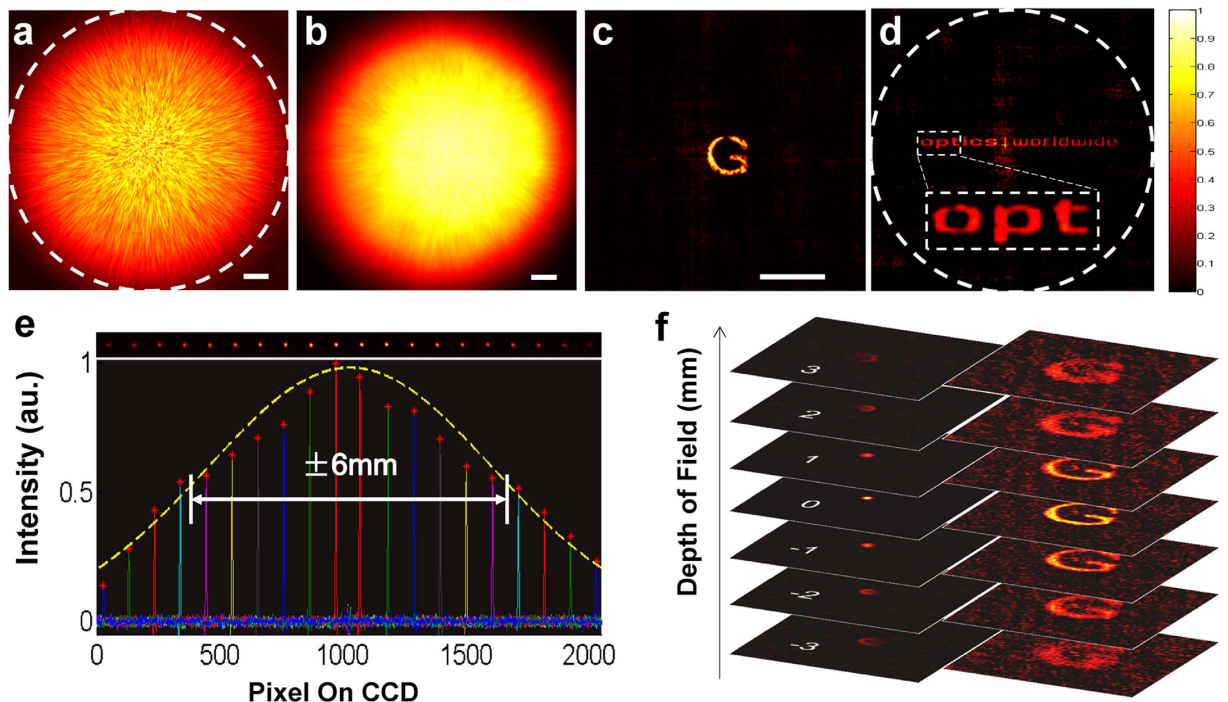 a
b
c
G
d
optics worldwide
opt
1
0.9
0.8
0.7
0.6
0.5
0.4
0.3
0.2
0.1
0
e
Intensity (au.)
1
0.5
0
±6mm
0
500
1000
1500
2000
Pixel On CCD
f
Depth of Field (mm)
3
G
2
G
1
G
0
G
-1
G
-2
G
-3
G